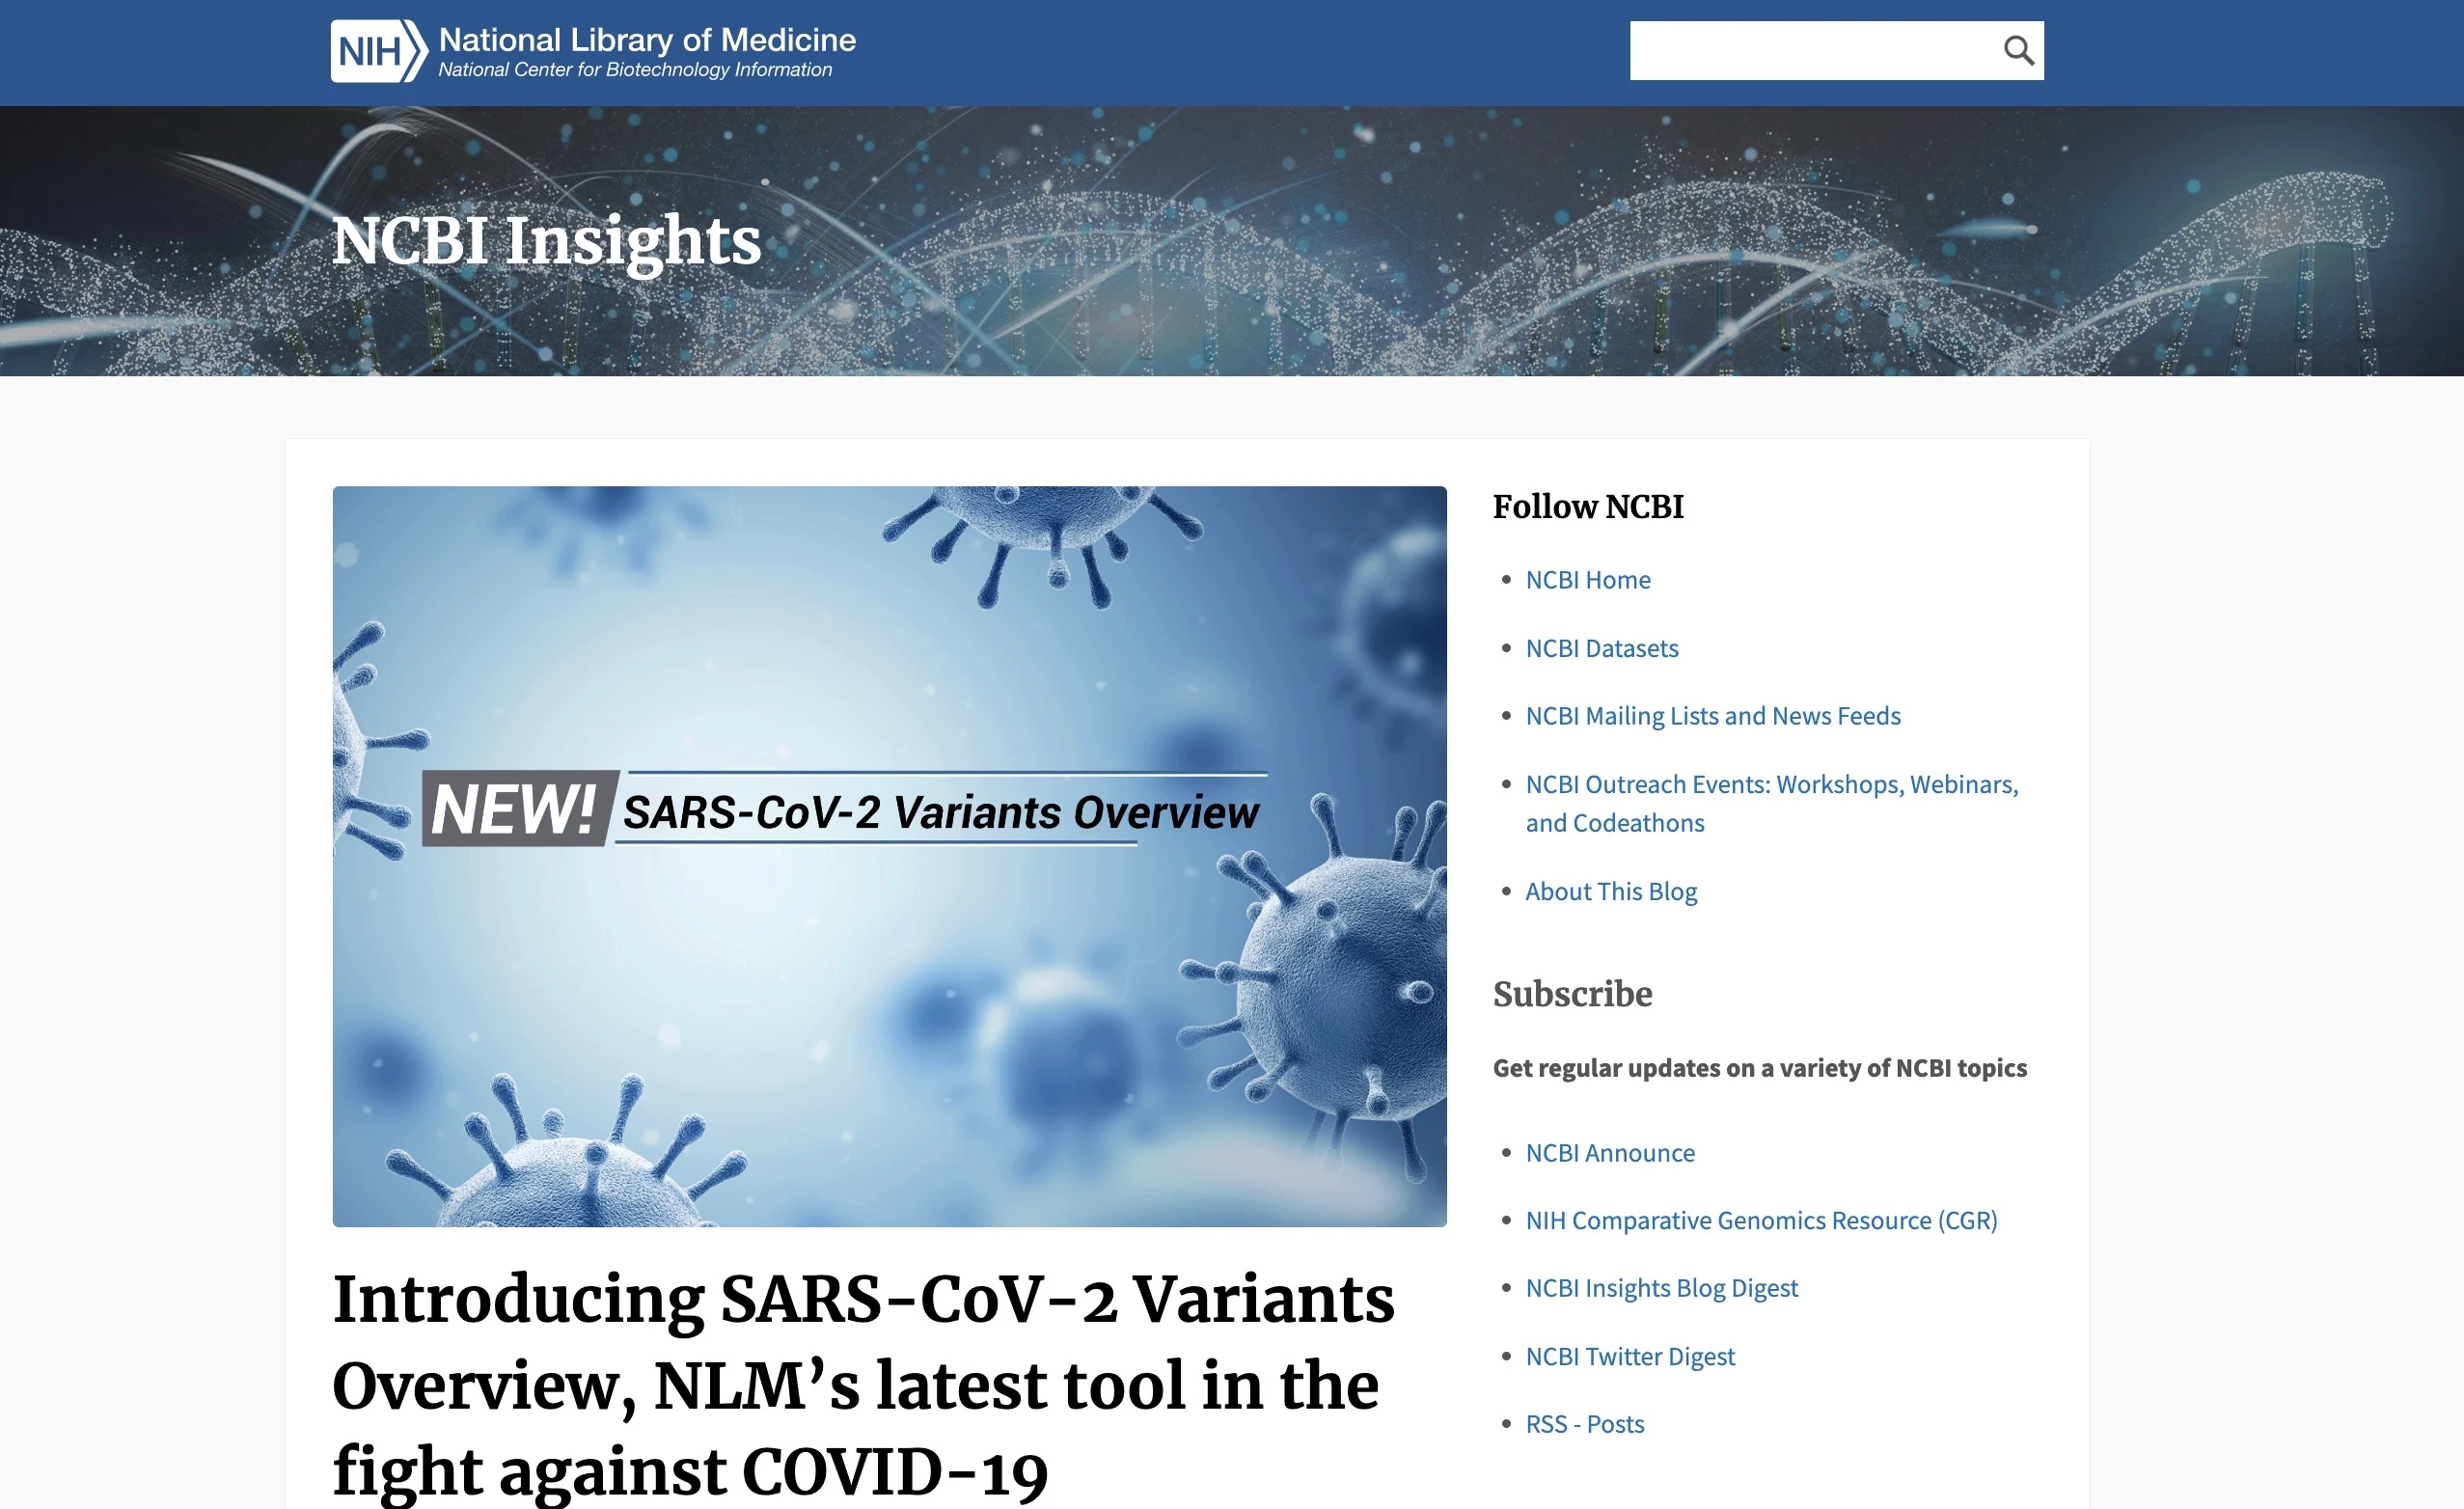 NIH National Library of Medicine
National Center for Biotechnology Information
NCBI Insights
NEW! SARS-CoV-2 Variants Overview
Introducing SARS-CoV-2 Variants
Overview, NLM’s latest tool in the
fight against COVID-19
Follow NCBI
NCBI Home
NCBI Datasets
NCBI Mailing Lists and News Feeds
NCBI Outreach Events: Workshops, Webinars,
and Codeathons
About This Blog
Subscribe
Get regular updates on a variety of NCBI topics
NCBI Announce
NIH Comparative Genomics Resource (CGR)
NCBI Insights Blog Digest
NCBI Twitter Digest
RSS - Posts